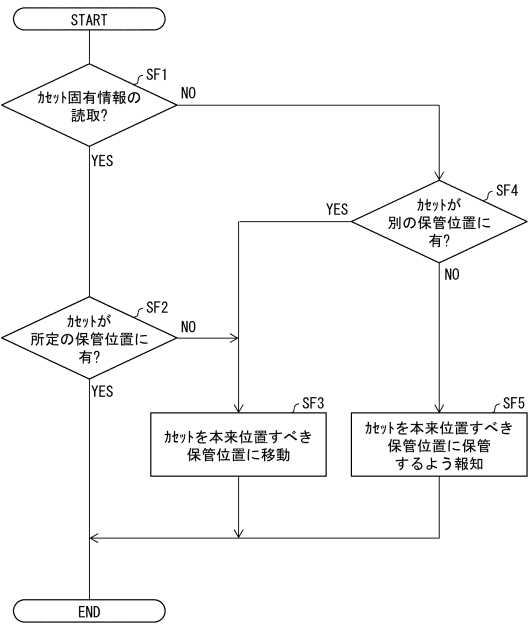 START
SF1
ｶｾｯﾄ固有情報の
読取?
NO
YES
SF4
ｶｾｯﾄが
別の保管位置に
有?
YES
NO
SF2
ｶｾｯﾄが
所定の保管位置に
有?
NO
YES
SF3
ｶｾｯﾄを本来位置すべき
保管位置に移動
SF5
ｶｾｯﾄを本来位置すべき
保管位置に保管
するよう報知
END